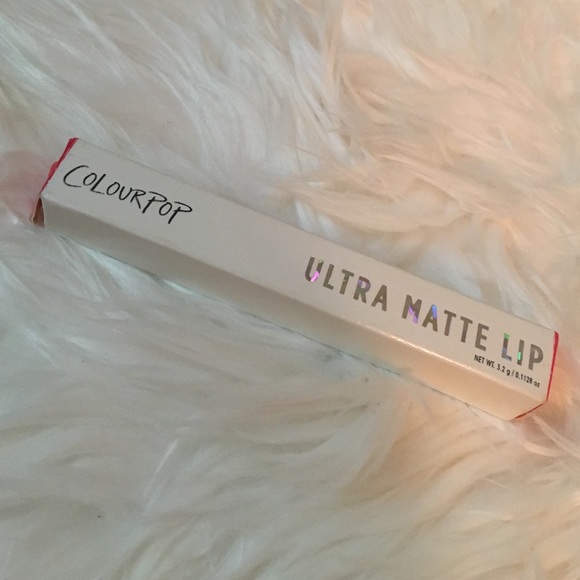 COLOURPOP
ULTRA MATTE LIP
NET WT. 3.2 g / 0.1128 oz